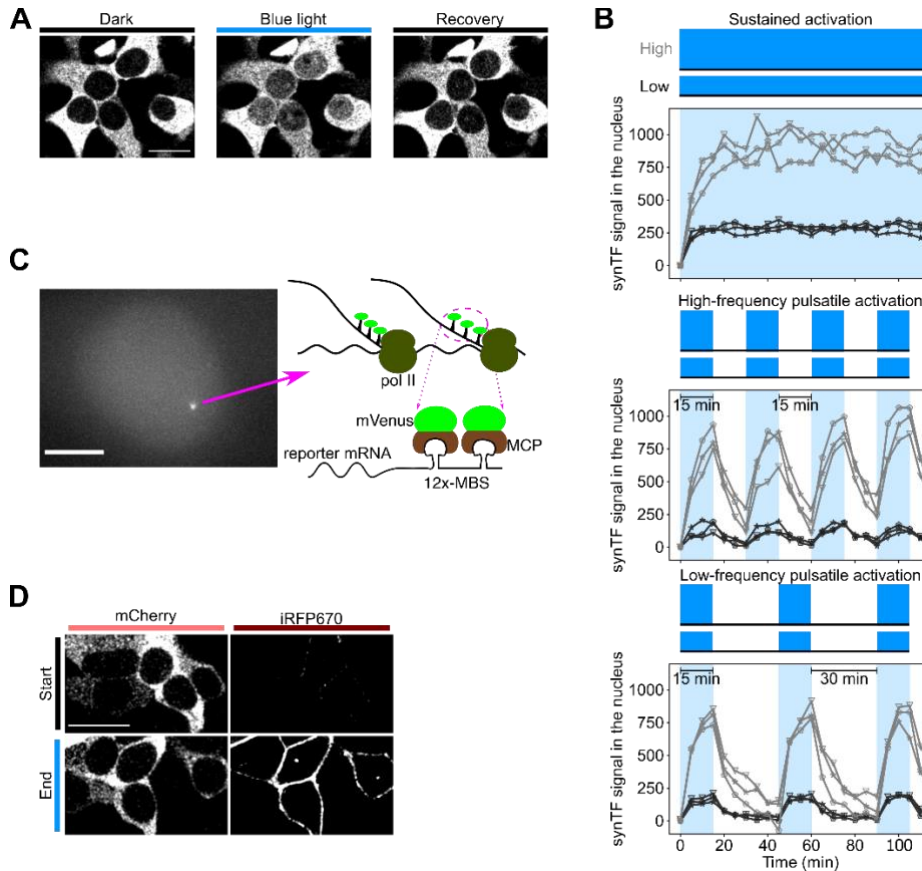 A
Dark
Blue light
Recovery
B
Sustained activation
High
Low
synTF signal in the nucleus
1000
750
500
250
0
High-frequency pulsatile activation
15 min
15 min
synTF signal in the nucleus
1000
750
500
250
0
Low-frequency pulsatile activation
15 min
30 min
synTF signal in the nucleus
1000
750
500
250
0
0
20
40
60
80
100
Time (min)
C
pol II
mVenus
MCP
reporter mRNA
12x-MBS
D
mCherry
iRFP670
Start
End